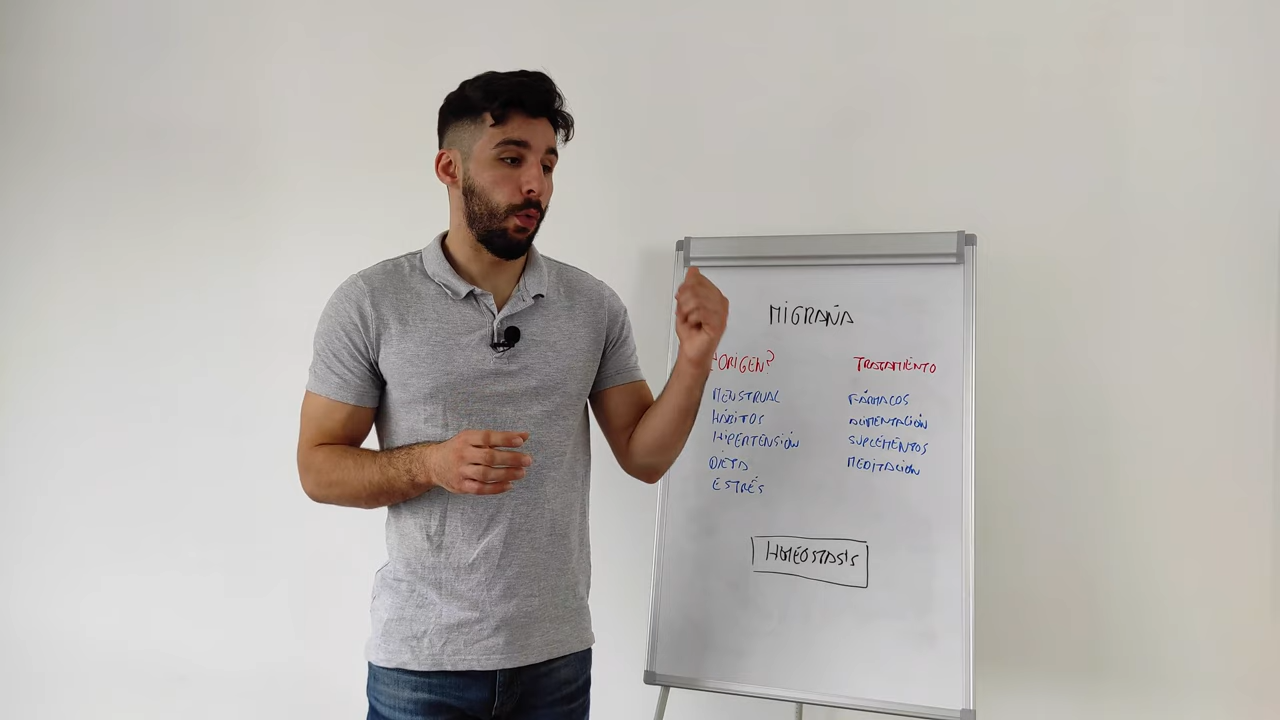 MIGRAÑA
¿ORIGEN?
MENSTRUAL
HÁBITOS
HIPERTENSIÓN
DIETA
ESTRÉS
TRATAMIENTO
FÁRMACOS
ALIMENTACIÓN
SUPLEMENTOS
MEDITACIÓN
HOMEOSTASIS